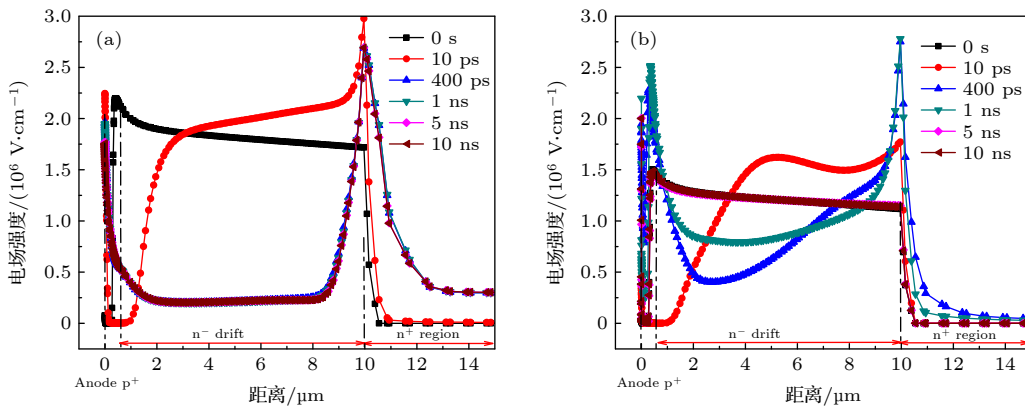 (a)
0 s
10 ps
400 ps
1 ns
5 ns
10 ns
3.0
2.5
2.0
1.5
1.0
0.5
0
电场强度/(10⁶ V·cm⁻¹)
n⁻ drift
n⁺ region
0 2 4 6 8 10 12 14
Anode p⁺
距离/μm
(b)
0 s
10 ps
400 ps
1 ns
5 ns
10 ns
3.0
2.5
2.0
1.5
1.0
0.5
0
电场强度/(10⁶ V·cm⁻¹)
n⁻ drift
n⁺ region
0 2 4 6 8 10 12 14
Anode p⁺
距离/μm